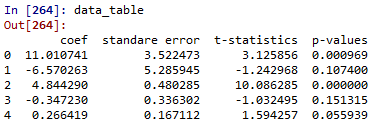 In [264]: data_table
Out[264]:
coef standare error t-statistics p-values
0 11.010741 3.522473 3.125856 0.000969
1 -6.570263 5.285945 -1.242968 0.107400
2 4.844290 0.480285 10.086285 0.000000
3 -0.347230 0.336302 -1.032495 0.151315
4 0.266419 0.167112 1.594257 0.055939